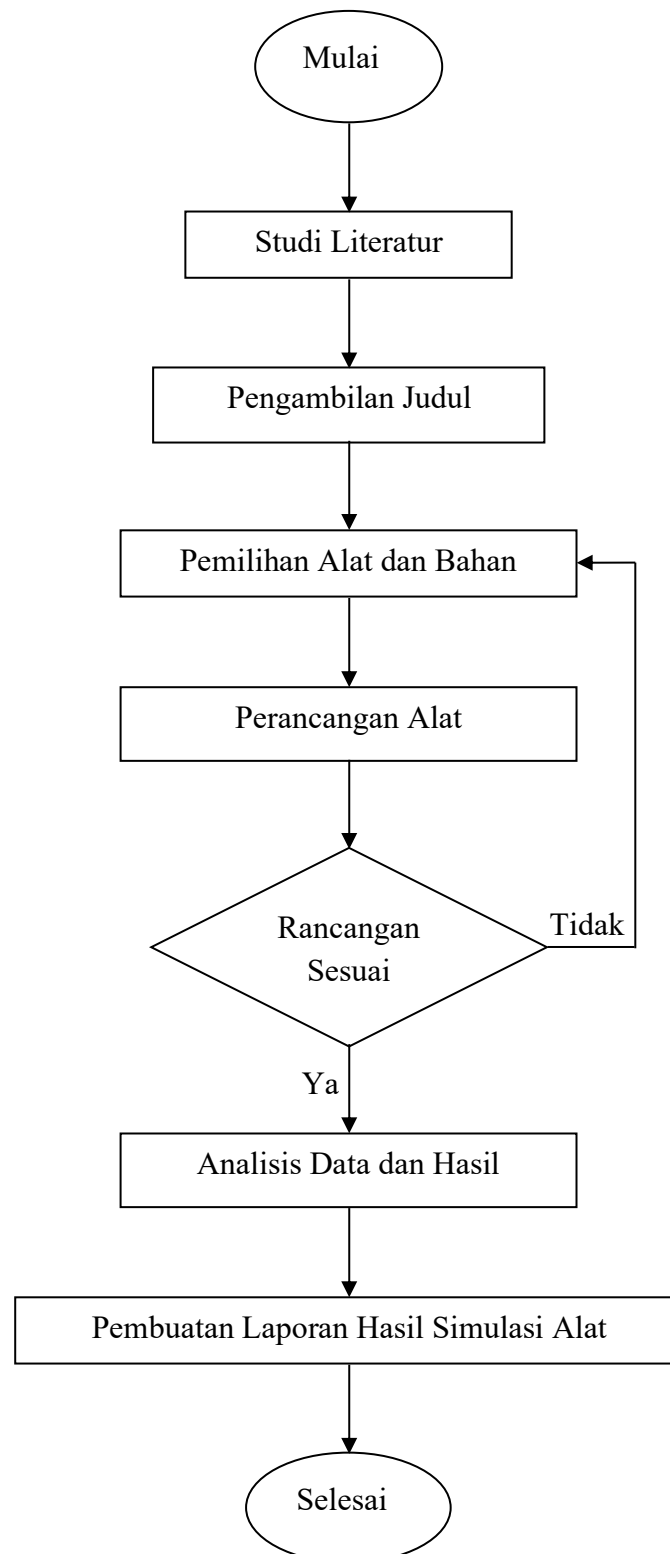 Mulai
Studi Literatur
Pengambilan Judul
Pemilihan Alat dan Bahan
Perancangan Alat
Rancangan
Sesuai
Tidak
Ya
Analisis Data dan Hasil
Pembuatan Laporan Hasil Simulasi Alat
Selesai